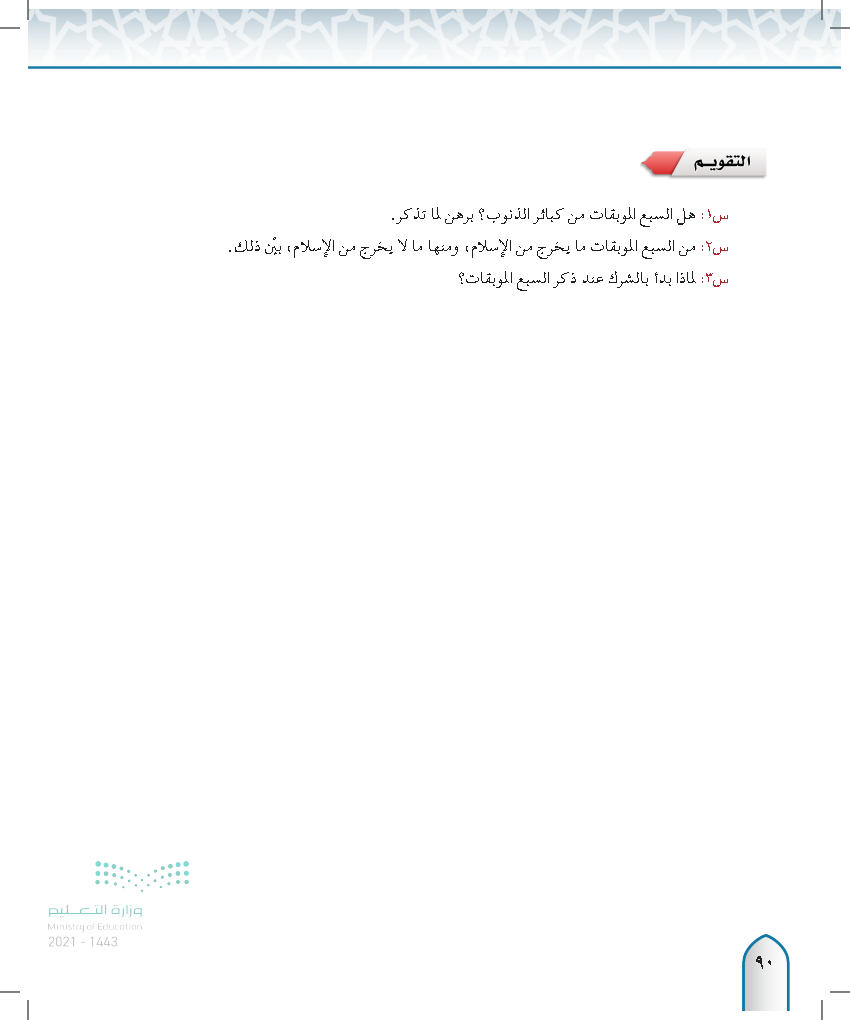 التقويـم
س١: هل السبع الموبقات من كبائر الذنوب؟ برهن لما تذكر.
س٢: من السبع الموبقات ما يخرج من الإسلام، ومنها ما لا يخرج من الإسلام، بيِّن ذلك.
س٣: لماذا بدأ بالشرك عند ذكر السبع الموبقات؟
وزارة التعـليم
Ministry of Education
2021 - 1443
٩٠